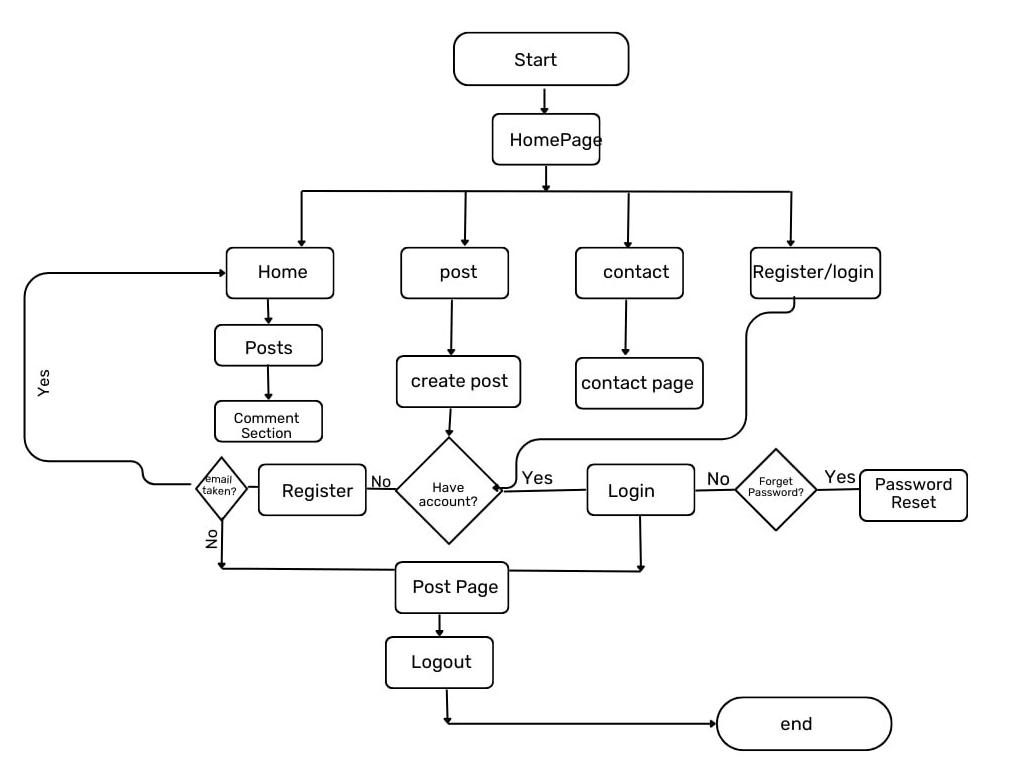 Start
HomePage
Home
post
contact
Register/login
Posts
create post
contact page
Comment
Section
Yes
email
taken?
Register
No
Have
account?
Yes
Login
No
Forget
Password?
Yes
Password
Reset
No
Post Page
Logout
end